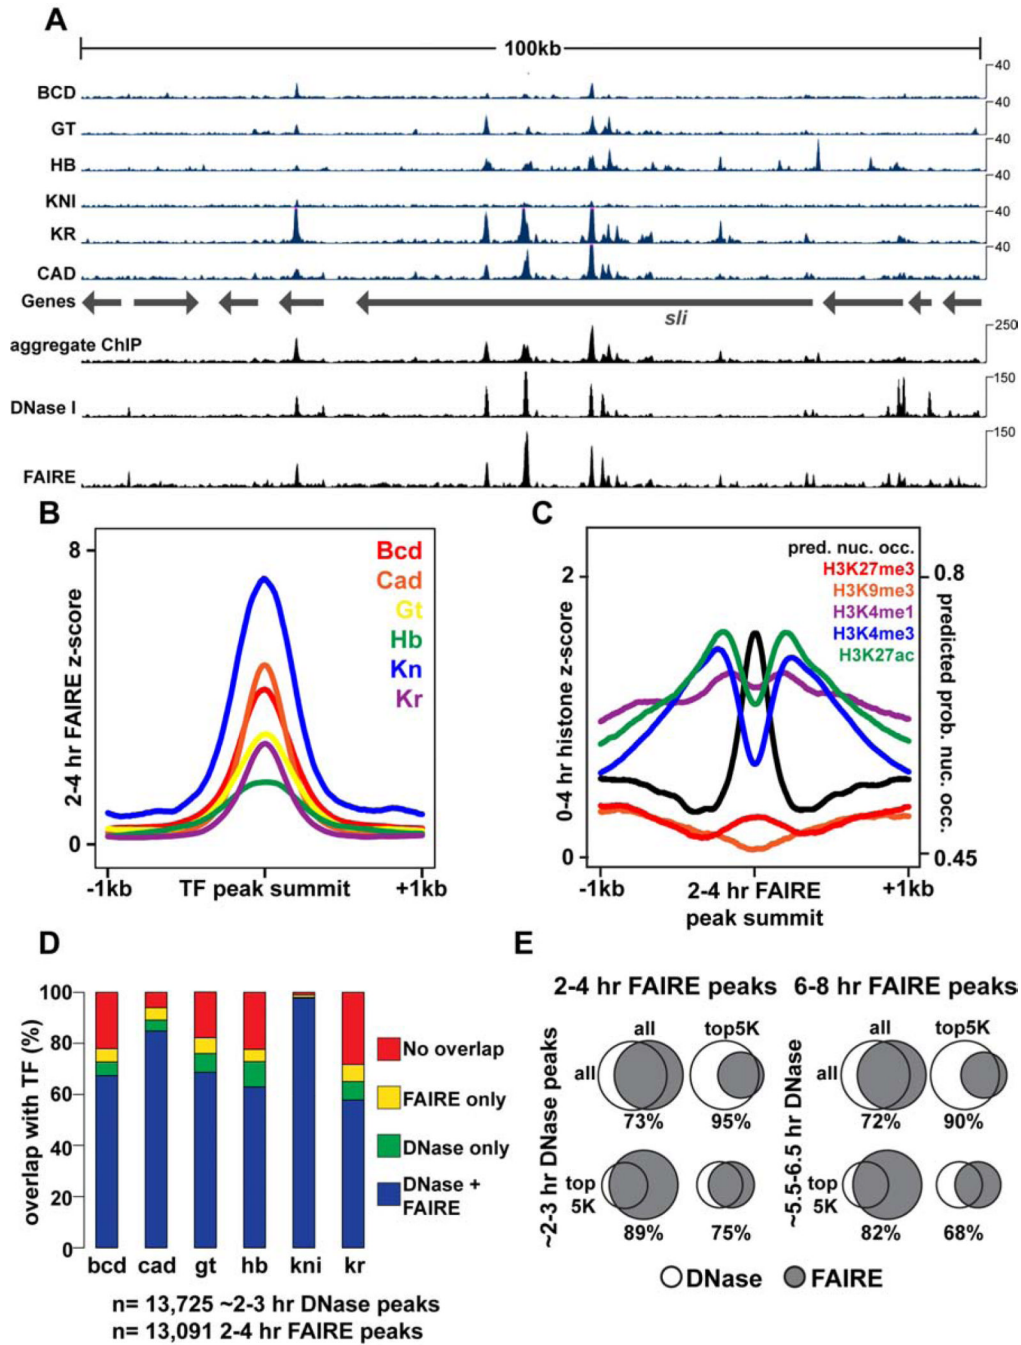 A
100kb
40
BCD
40
GT
40
HB
40
KNI
40
KR
40
CAD
Genes
sli
250
aggregate ChIP
150
DNase I
150
FAIRE
B
8
2-4 hr FAIRE z-score
0
Bcd
Cad
Gt
Hb
Kn
Kr
-1kb
TF peak summit
+1kb
C
pred. nuc. occ.
H3K27me3
H3K9me3
H3K4me1
H3K4me3
H3K27ac
2
0-4 hr histone z-score
0
0.8
predicted prob. nuc. occ.
0.45
-1kb
2-4 hr FAIRE
peak summit
+1kb
D
overlap with TF (%)
100
80
60
40
20
0
No overlap
FAIRE only
DNase only
DNase +
FAIRE
bcd cad gt hb kni kr
n= 13,725 ~2-3 hr DNase peaks
n= 13,091 2-4 hr FAIRE peaks
E
2-4 hr FAIRE peaks
6-8 hr FAIRE peaks
~2-3 hr DNase peaks
all
top5K
all
73%
95%
top
5K
89%
75%
~5.5-6.5 hr DNase
all
top5K
all
72%
90%
top
5K
82%
68%
DNase
FAIRE